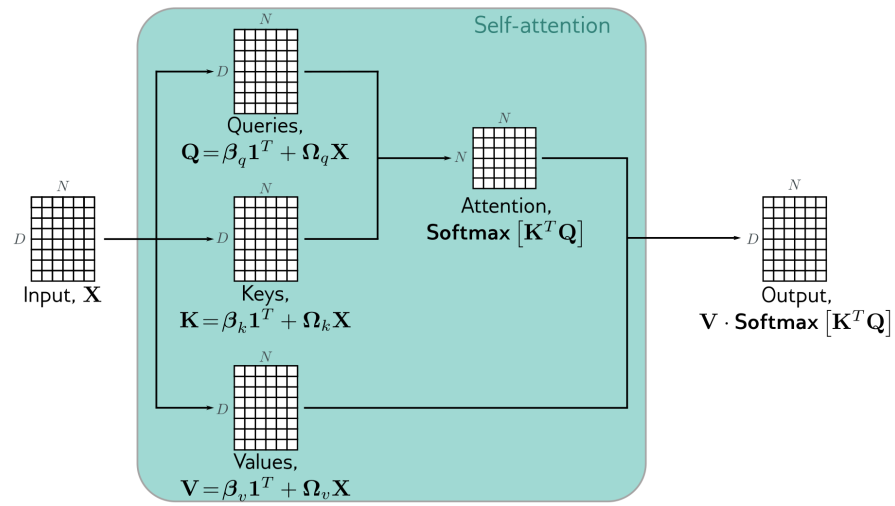 Self-attention
N
D
Queries,
Q=β_q1^T + Ω_qX
N
D
Input, X
N
D
Keys,
K=β_k1^T + Ω_kX
N
N
Attention,
Softmax [K^TQ]
N
D
Output,
V · Softmax [K^TQ]
N
D
Values,
V=β_v1^T + Ω_vX